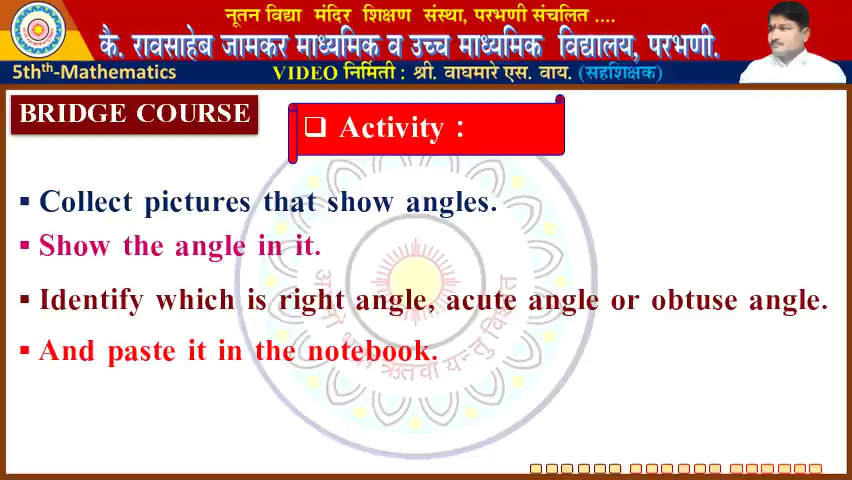 नूतन विद्या मंदिर शिक्षण संस्था, परभणी संचलित ....
कै. रावसाहेब जामकर माध्यमिक व उच्च माध्यमिक विद्यालय, परभणी.
5thth-Mathematics
VIDEO निर्मिती : श्री. वाघमारे एस. वाय. (सहशिक्षक)
BRIDGE COURSE
❑ Activity :
▪ Collect pictures that show angles.
▪ Show the angle in it.
▪ Identify which is right angle, acute angle or obtuse angle.
▪ And paste it in the notebook.